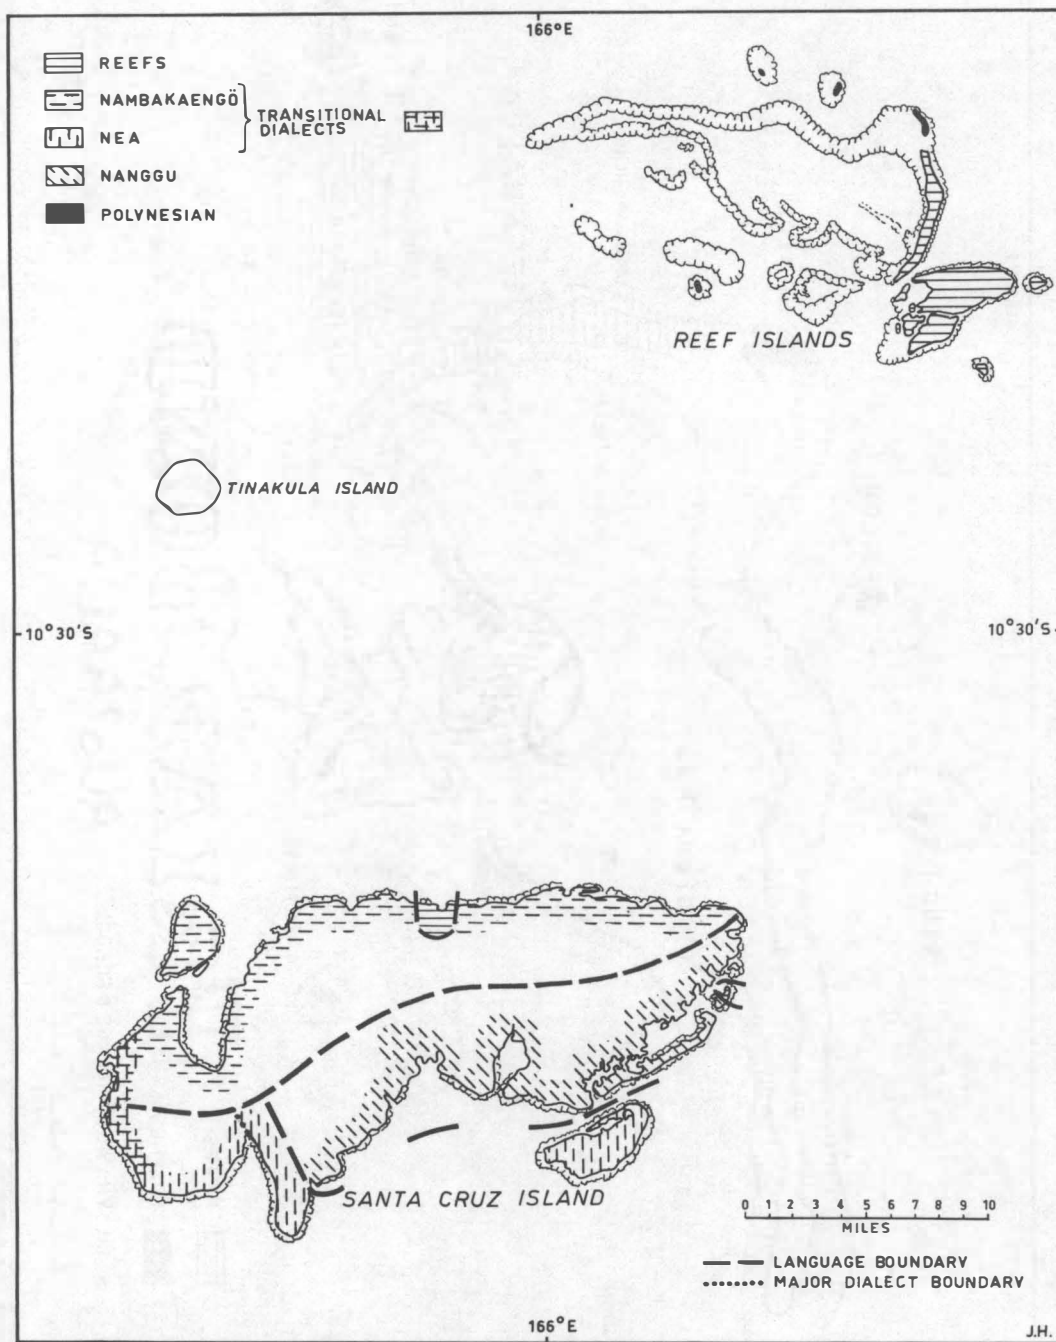 166°E
REEFS
NAMBAKAENGÖ
NEA
TRANSITIONAL
DIALECTS
NANGGU
POLYNESIAN
REEF ISLANDS
TINAKULA ISLAND
10°30'S
10°30'S
SANTA CRUZ ISLAND
0 1 2 3 4 5 6 7 8 9 10
MILES
LANGUAGE BOUNDARY
MAJOR DIALECT BOUNDARY
166°E
J.H.